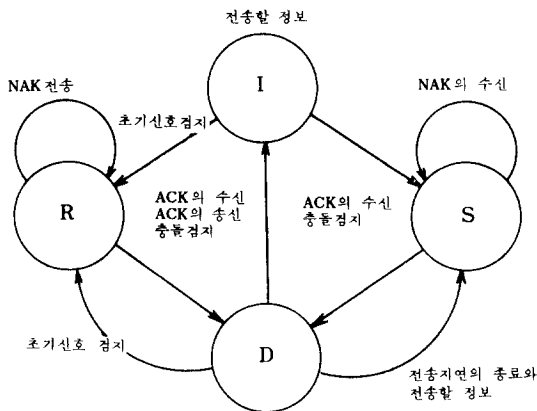 전송할 정보
NAK 전송
I
NAK의 수신
초기신호검지
R
ACK의 수신
ACK의 송신
충돌검지
ACK의 수신
충돌검지
S
초기신호 검지
D
전송지연의 종료와
전송할 정보